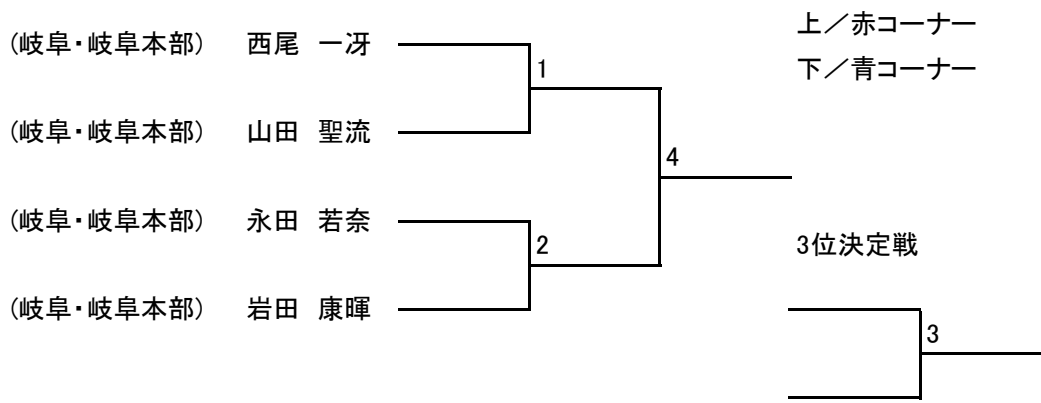 上／赤コーナー
(岐阜・岐阜本部) 西尾 一冴
1
下／青コーナー
(岐阜・岐阜本部) 山田 聖流
4
(岐阜・岐阜本部) 永田 若奈
2
3位決定戦
(岐阜・岐阜本部) 岩田 康暉
3